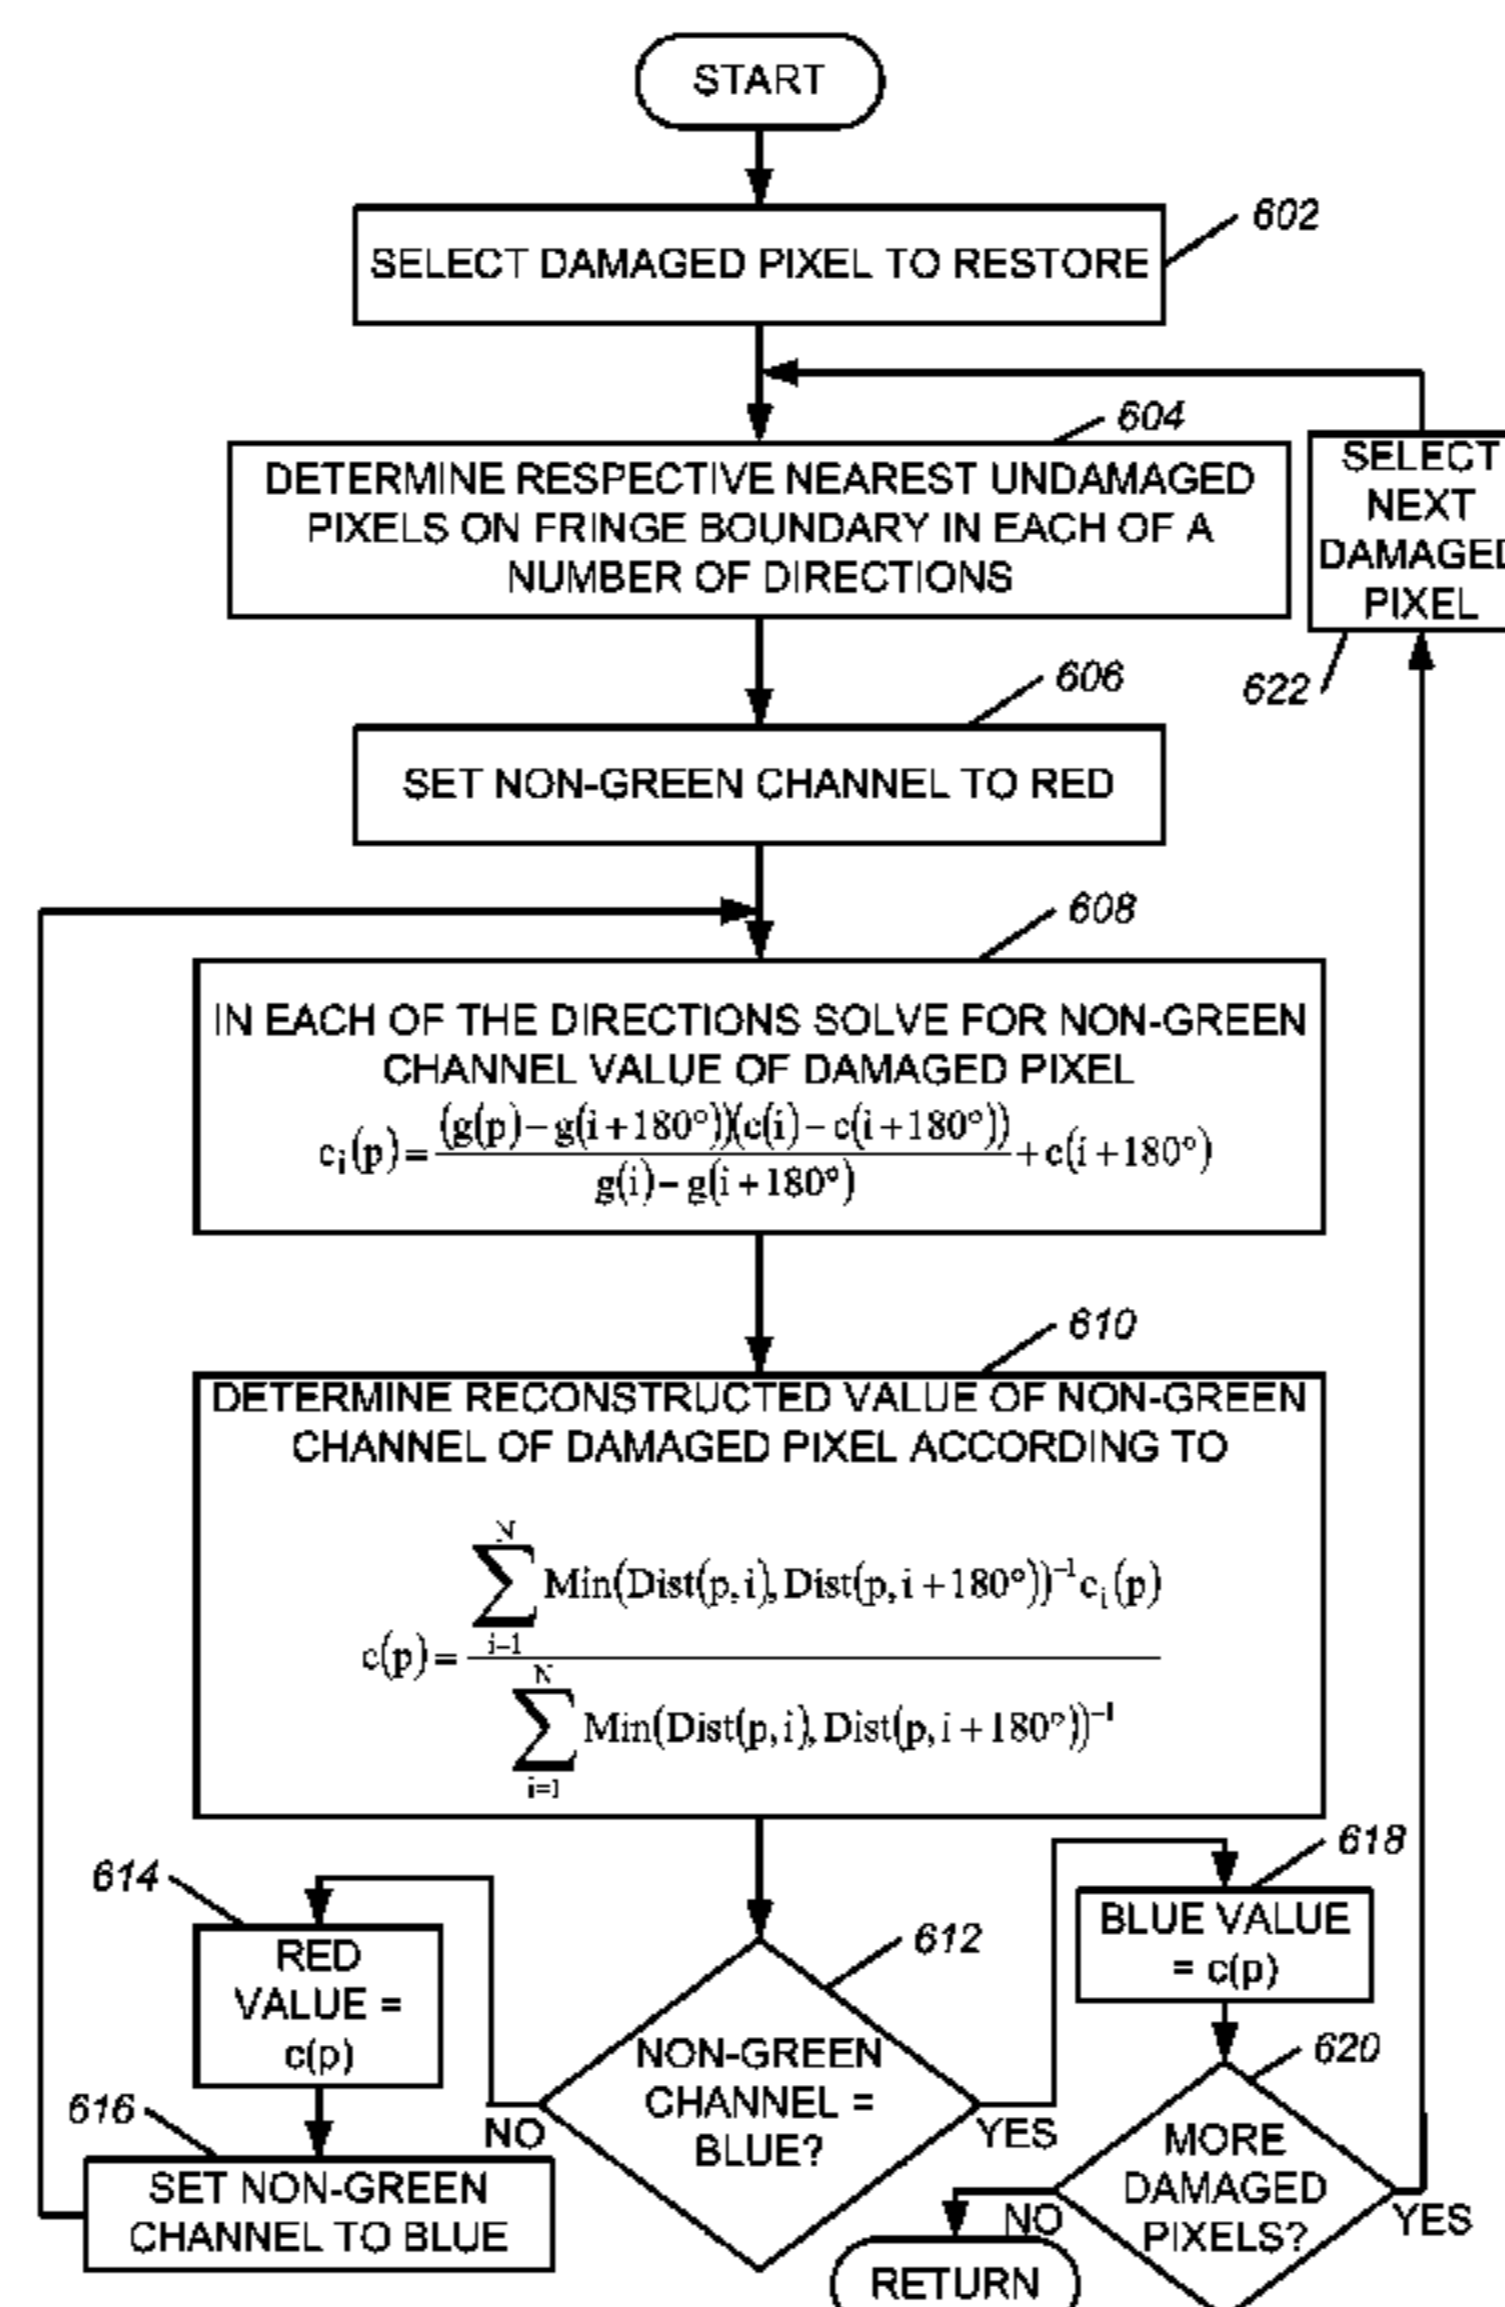 START
602
SELECT DAMAGED PIXEL TO RESTORE
604
DETERMINE RESPECTIVE NEAREST UNDAMAGED
PIXELS ON FRINGE BOUNDARY IN EACH OF A
NUMBER OF DIRECTIONS
SELECT
NEXT
DAMAGED
PIXEL
622
606
SET NON-GREEN CHANNEL TO RED
608
IN EACH OF THE DIRECTIONS SOLVE FOR NON-GREEN
CHANNEL VALUE OF DAMAGED PIXEL
(g(p)-g(i+180°))(c(i)-c(i+180°))
c_i(p)= +c(i+180°)
g(i)-g(i+180°)
610
DETERMINE RECONSTRUCTED VALUE OF NON-GREEN
CHANNEL OF DAMAGED PIXEL ACCORDING TO
N
∑ Min(Dist(p,i),Dist(p,i+180°))⁻¹c_i(p)
i-1
c(p)=
N
∑ Min(Dist(p,i),Dist(p,i+180°))⁻¹
i=1
614
RED
VALUE =
c(p)
616
SET NON-GREEN
CHANNEL TO BLUE
612
NON-GREEN
CHANNEL =
BLUE?
NO
YES
618
BLUE VALUE
= c(p)
620
MORE
DAMAGED
PIXELS?
NO
YES
RETURN